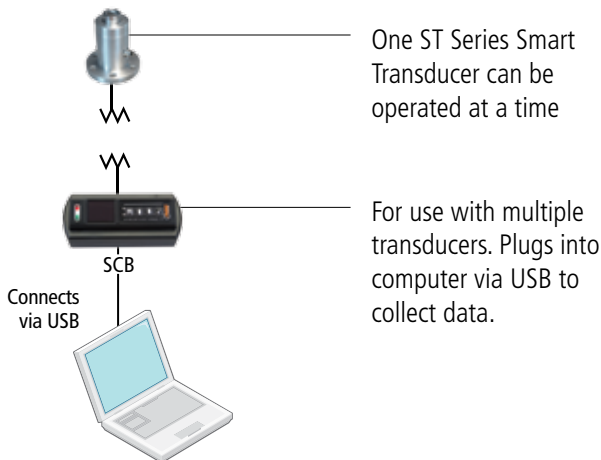 One ST Series Smart
Transducer can be
operated at a time
For use with multiple
transducers. Plugs into
computer via USB to
collect data.
SCB
Connects
via USB